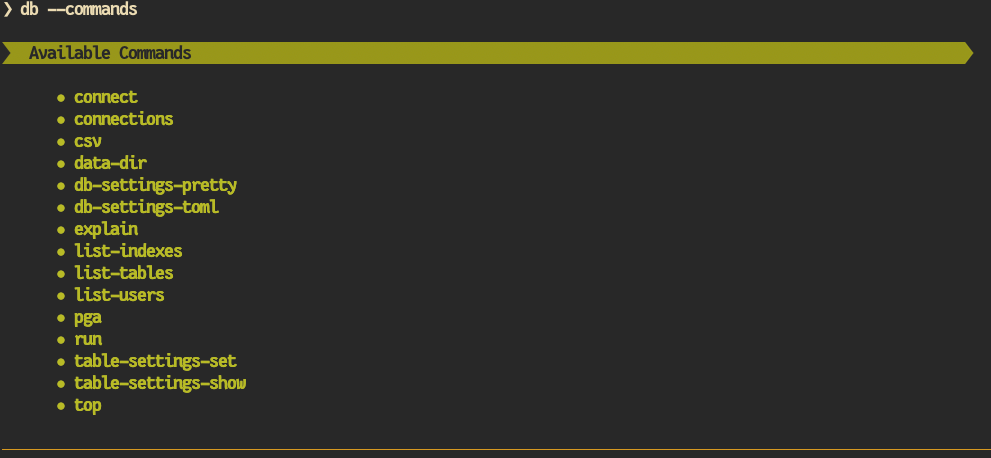 ❯ db --commands
Available Commands
• connect
• connections
• csv
• data-dir
• db-settings-pretty
• db-settings-toml
• explain
• list-indexes
• list-tables
• list-users
• pga
• run
• table-settings-set
• table-settings-show
• top